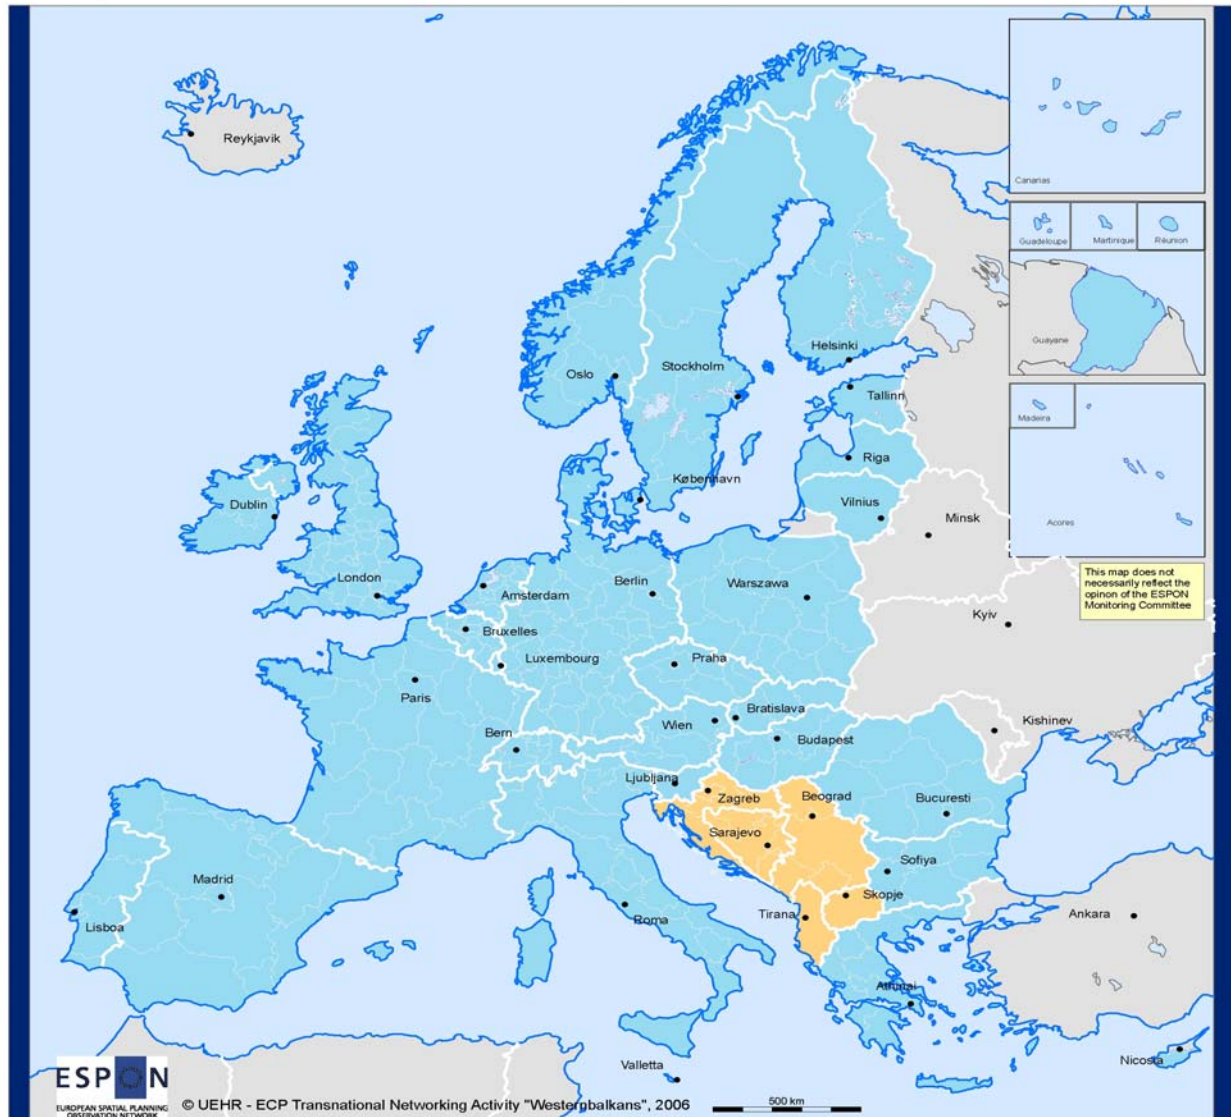 Reykjavik
Canarias
Guadeloupe
Martinique
Réunion
Guayane
Helsinki
Oslo
Stockholm
Tallinn
Madeira
Riga
København
Dublin
Vilnius
Minsk
Acores
London
Berlin
Warszawa
Amsterdam
This map does not
necessarily reflect the
opinon of the ESPON
Monitoring Committee
Kyiv
Bruxelles
Luxembourg
Praha
Paris
Bratislava
Wien
Kishinev
Bern
Budapest
Ljubljana
Zagreb
Beograd
Bucuresti
Sarajevo
Sofiya
Madrid
Skopje
Tirana
Ankara
Lisboa
Roma
Athinai
Nicosta
Valletta
ESPON
EUROPEAN SPATIAL PLANNING
OBSERVATION NETWORK
© UEHR - ECP Transnational Networking Activity "Westernbalkans", 2006
500 km